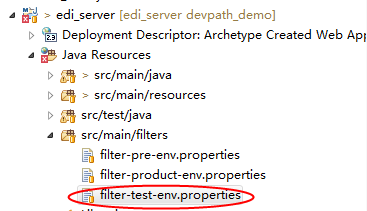 > edi_server [edi_server devpath_demo]
Deployment Descriptor: Archetype Created Web App
Java Resources
> src/main/java
> src/main/resources
src/test/java
src/main/filters
filter-pre-env.properties
filter-product-env.properties
filter-test-env.properties